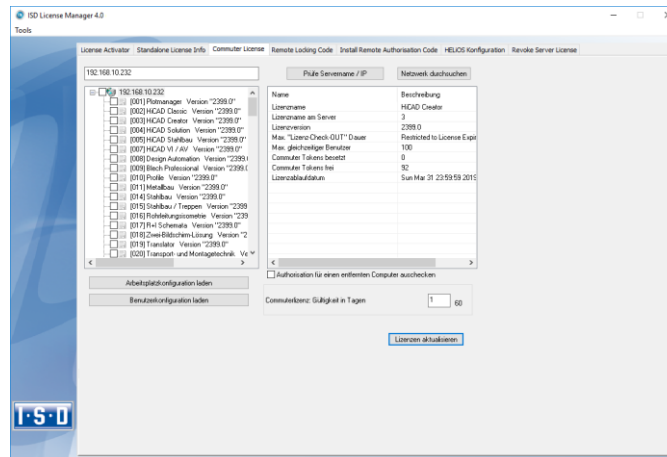 ISD License Manager 4.0
Tools
License Activator Standalone License Info Commuter License Remote Locking Code Install Remote Authorisation Code HELiOS Konfiguration Revoke Server License
192.168.10.232
Prüfe Servername / IP
Netzwerk durchsuchen
192.168.10.232
[001] Plotmanager Version "2399.0"
[002] HiCAD Classic Version "2399.0"
[003] HiCAD Creator Version "2399.0"
[004] HiCAD Solution Version "2399.0"
[005] HiCAD Stahlbau Version "2399.0"
[007] HiCAD VI / AV Version "2399.0"
[008] Design Automation Version "2399.(
[009] Blech Professional Version "2399.(
[010] Profile Version "2399.0"
[011] Metallbau Version "2399.0"
[014] Stahlbau Version "2399.0"
[015] Stahlbau / Treppen Version "2399
[016] Rohrleitungsisometrie Version "239
[017] R+I Schemata Version "2399.0"
[018] Zwei-Bildschirm-Lösung Version "2
[019] Translator Version "2399.0"
[020] Transport- und Montagetechnik Ve
Name Beschreibung
Lizenzname HiCAD Creator
Lizenzname am Server 3
Lizenzversion 2399.0
Max. "Lizenz-Check-OUT" Dauer Restricted to License Expir
Max. gleichzeitiger Benutzer 100
Commuter Tokens besetzt 0
Commuter Tokens frei 92
Lizenzablaufdatum Sun Mar 31 23:59:59 2019
Authorisation für einen entfernten Computer auschecken
Arbeitsplatzkonfiguration laden
Benutzerkonfiguration laden
Commuterlizenz: Gültigkeit in Tagen 1 60
Lizenzen aktualisieren
I·S·D